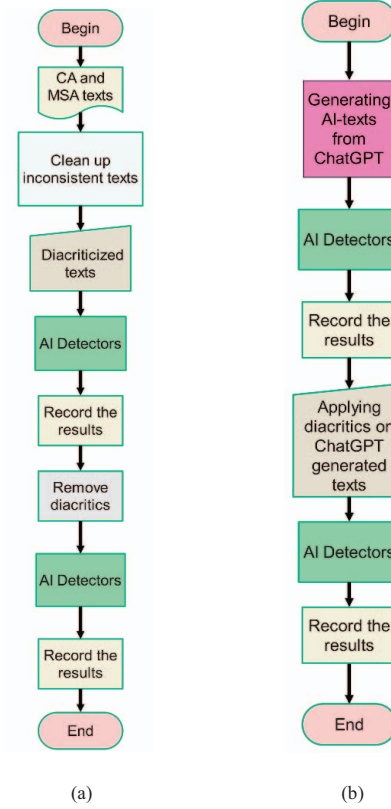 Begin
CA and
MSA texts
Clean up
inconsistent texts
Diacriticized
texts
AI Detectors
Record the
results
Remove
diacritics
AI Detectors
Record the
results
End
(a)
Begin
Generating
AI-texts
from
ChatGPT
AI Detectors
Record the
results
Applying
diacritics on
ChatGPT
generated
texts
AI Detectors
Record the
results
End
(b)